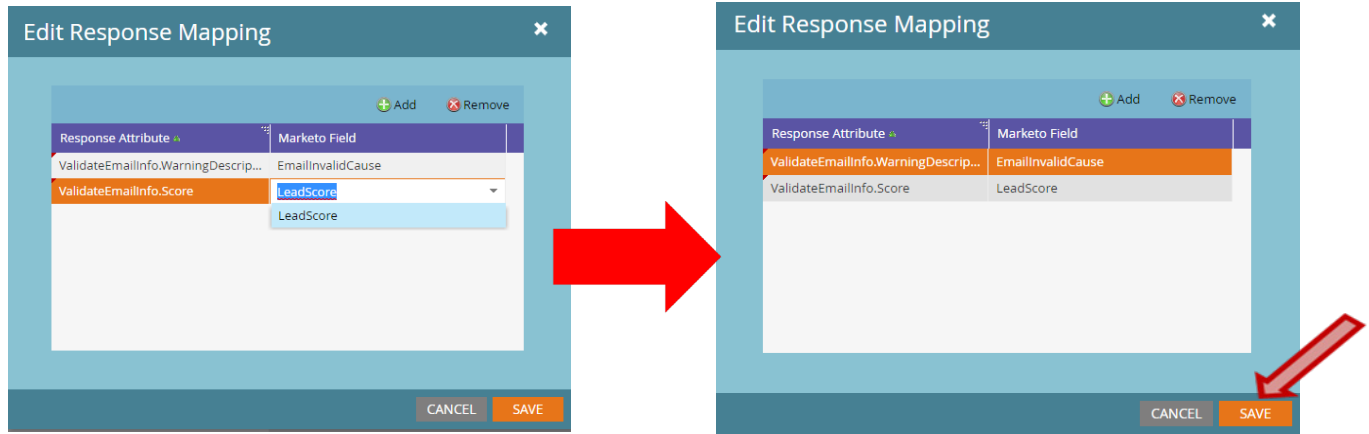 Edit Response Mapping
Add Remove
Response Attribute Marketo Field
ValidateEmailInfo.WarningDescrip... EmailInvalidCause
ValidateEmailInfo.Score LeadScore
LeadScore
CANCEL SAVE
Edit Response Mapping
Add Remove
Response Attribute Marketo Field
ValidateEmailInfo.WarningDescrip... EmailInvalidCause
ValidateEmailInfo.Score LeadScore
CANCEL SAVE